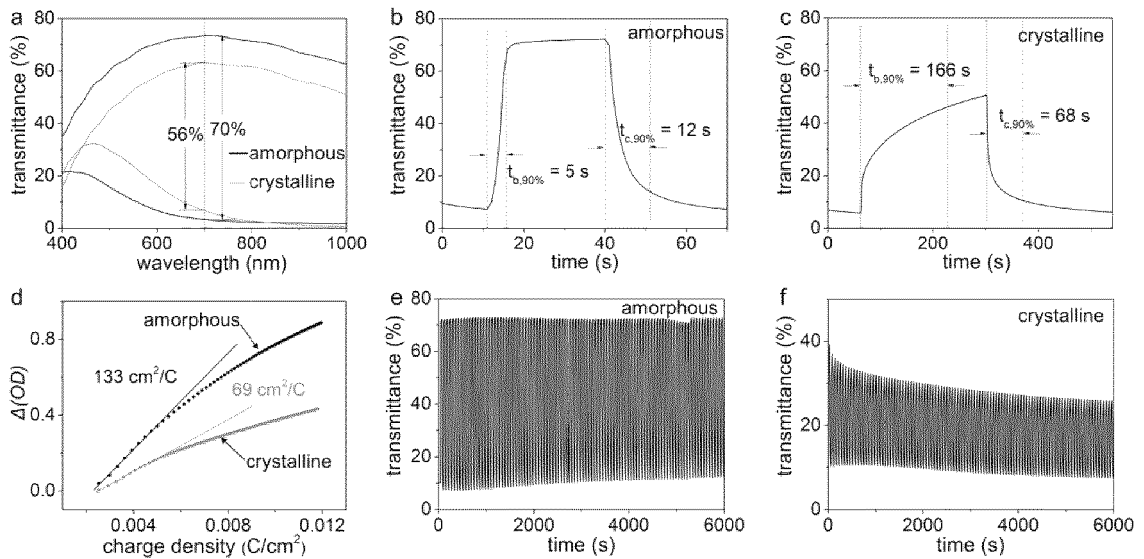 a
transmittance (%)
80
60
40
20
0
56%
70%
amorphous
crystalline
400
600
800
1000
wavelength (nm)
b
transmittance (%)
80
60
40
20
0
amorphous
t_b,90% = 5 s
t_c,90% = 12 s
0
20
40
60
time (s)
c
transmittance (%)
80
60
40
20
0
crystalline
t_b,90% = 166 s
t_c,90% = 68 s
0
200
400
time (s)
d
Δ(OD)
0.8
0.4
0.0
amorphous
133 cm²/C
69 cm²/C
crystalline
0.004
0.008
0.012
charge density (C/cm²)
e
transmittance (%)
80
60
40
20
0
amorphous
0
2000
4000
6000
time (s)
f
transmittance (%)
40
20
0
crystalline
0
2000
4000
6000
time (s)